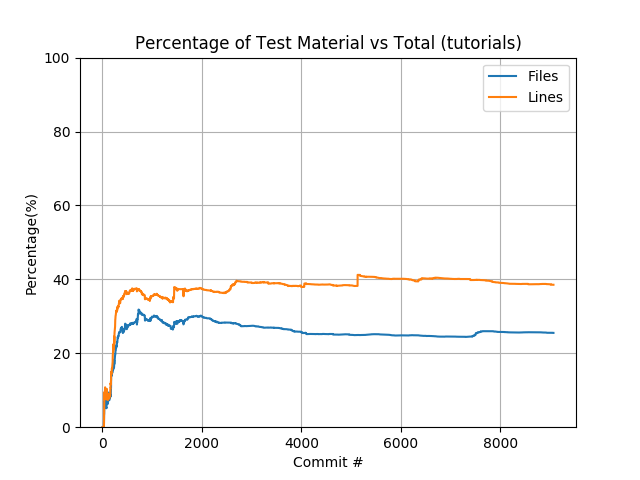 Percentage of Test Material vs Total (tutorials)
Files
Lines
100
80
60
40
20
0
Percentage(%)
0 2000 4000 6000 8000
Commit #